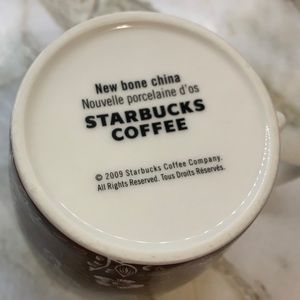 New bone china
Nouvelle porcelaine d'os
STARBUCKS
COFFEE
© 2009 Starbucks Coffee Company.
All Rights Reserved. Tous Droits Réservés.